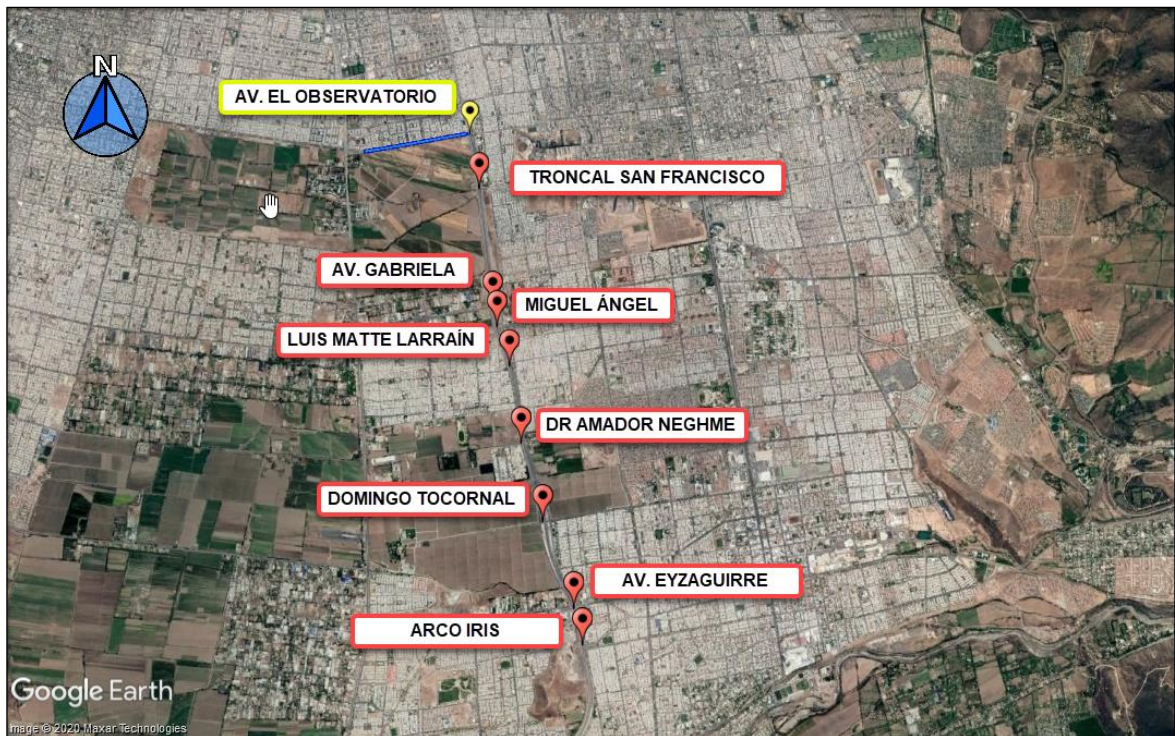 N
AV. EL OBSERVATORIO
TRONCAL SAN FRANCISCO
AV. GABRIELA
MIGUEL ÁNGEL
LUIS MATTE LARRAÍN
DR AMADOR NEGHME
DOMINGO TOCORNAL
AV. EYZAGUIRRE
ARCO IRIS
Google Earth
mage © 2020 Maxar Technologies